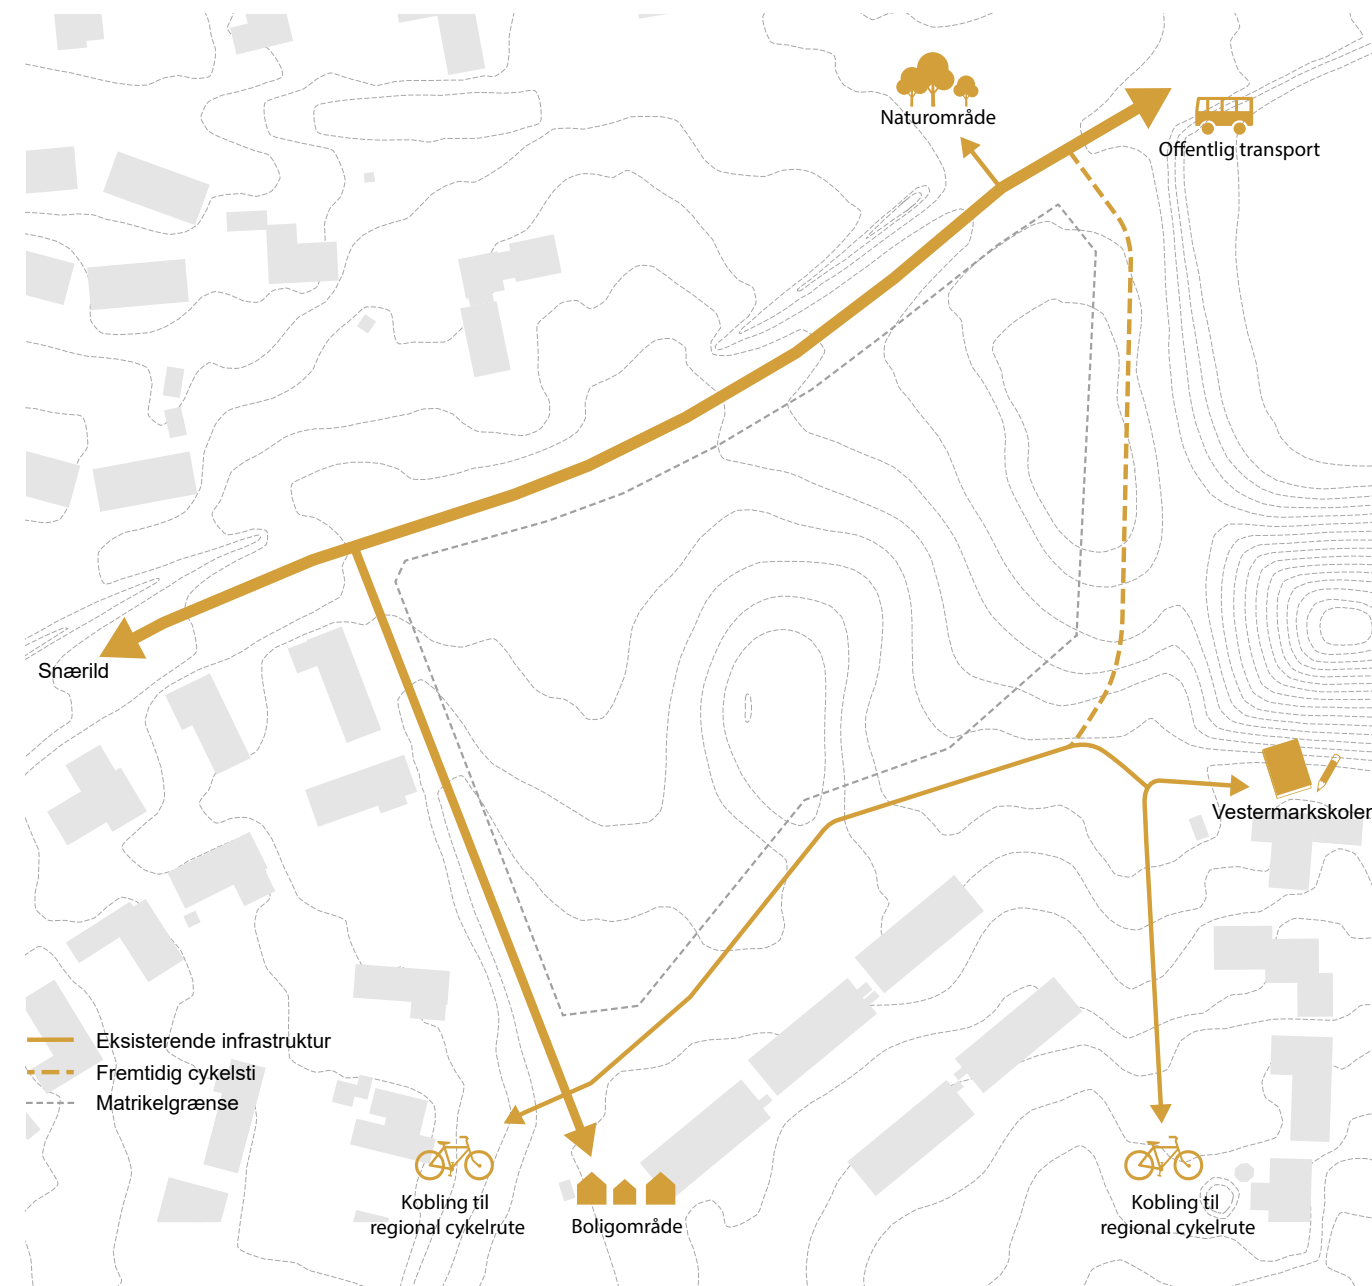 Naturområde
Offentlig transport
Snærild
Vestermarkskolen
Eksisterende infrastruktur
Fremtidig cykelsti
Matrikelgrænse
Kobling til
regional cykelrute
Boligområde
Kobling til
regional cykelrute